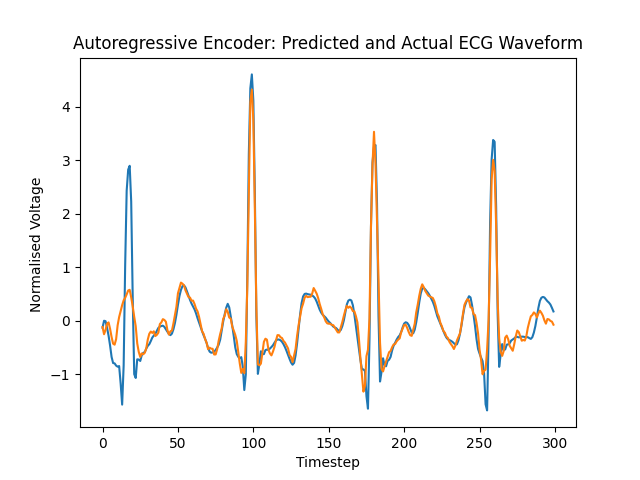 Autoregressive Encoder: Predicted and Actual ECG Waveform
Normalised Voltage
4
3
2
1
0
−1
0 50 100 150 200 250 300
Timestep